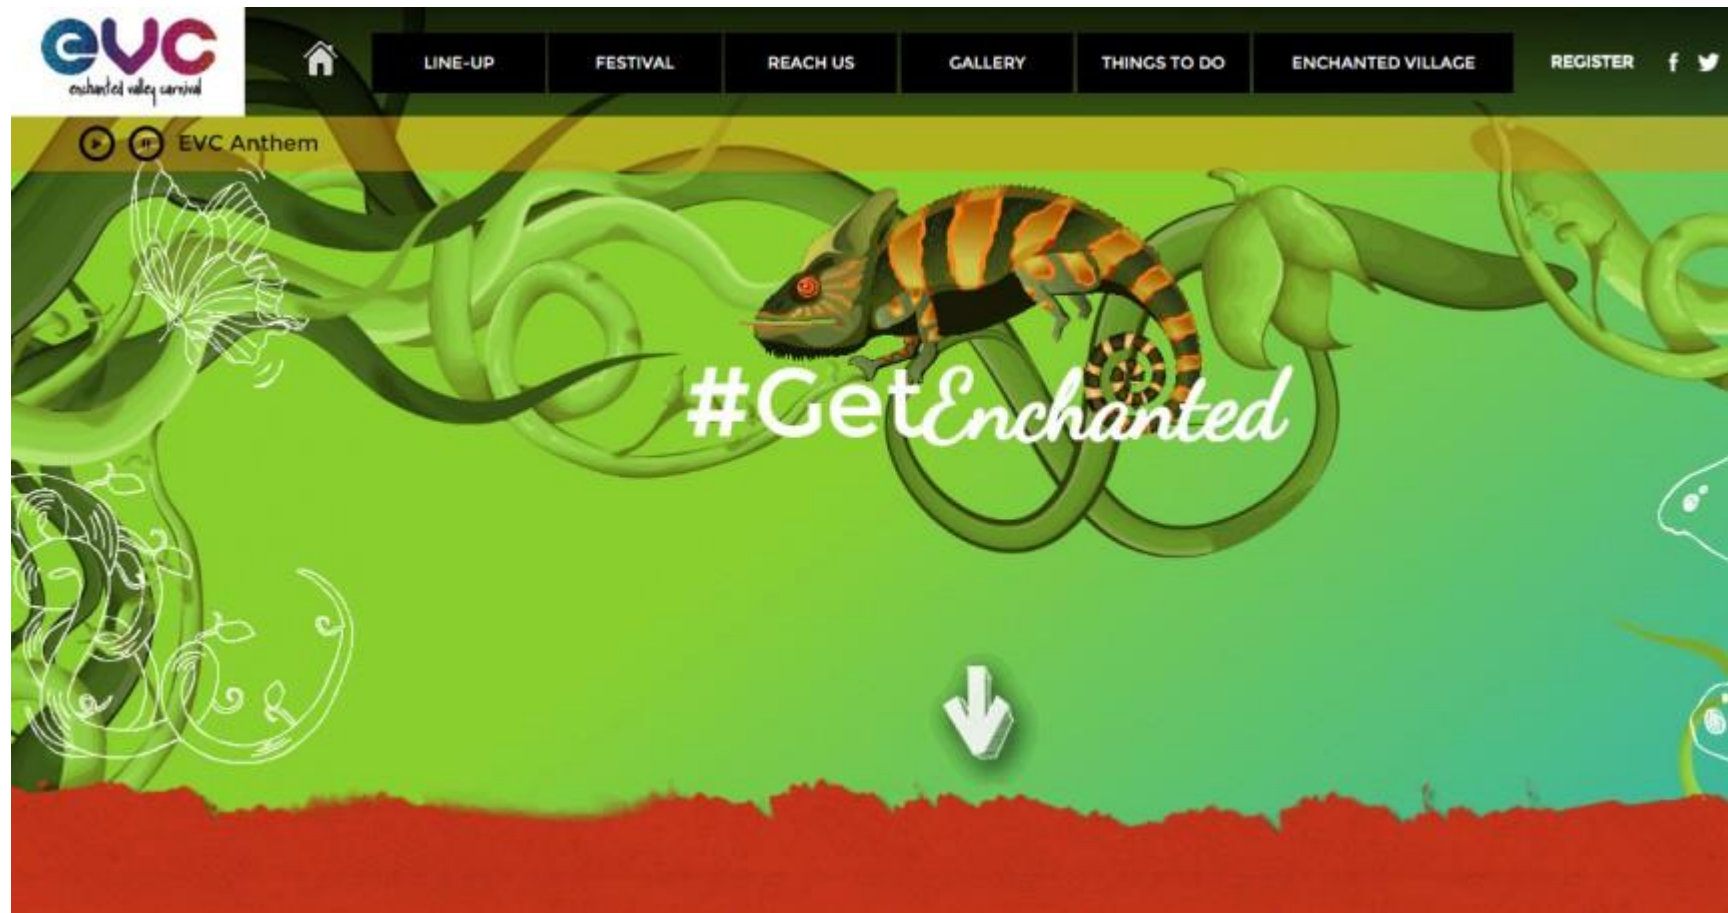 evc
enchanted valley carnival
LINE-UP
FESTIVAL
REACH US
GALLERY
THINGS TO DO
ENCHANTED VILLAGE
REGISTER
EVC Anthem
#GetEnchanted